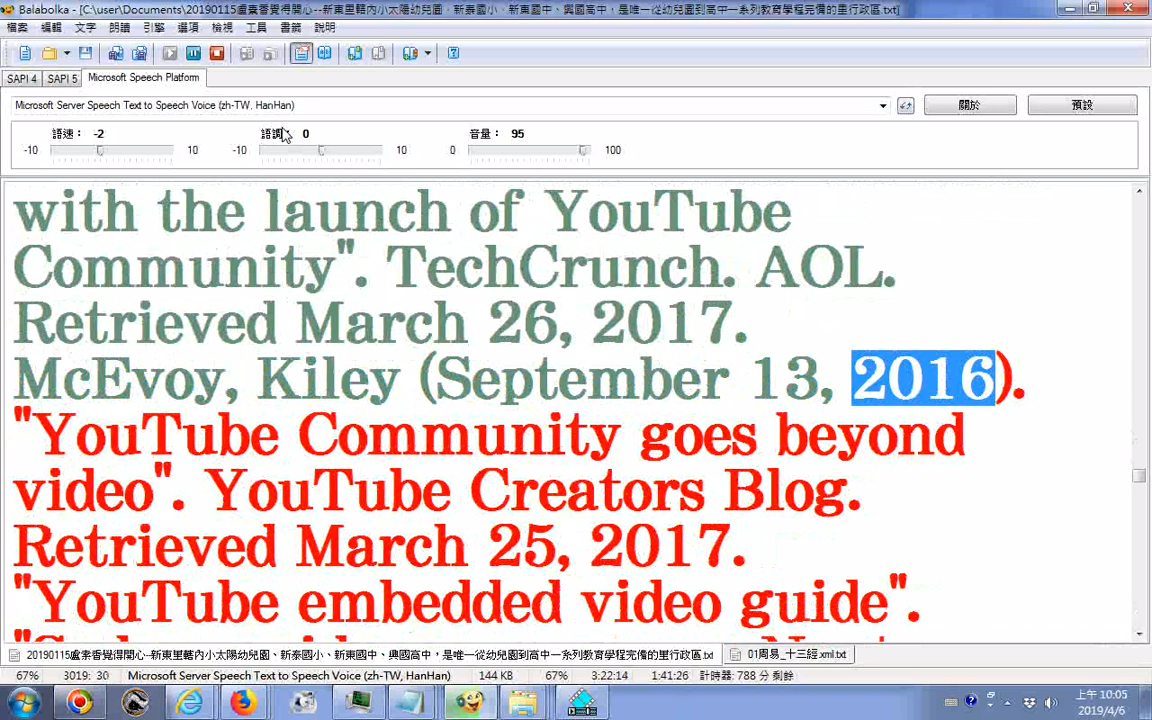 Balabolka - [C:\user\Documents\20190115盧素香覺得開心--新東里轄內小太陽幼兒園、新泰國小、新東國中、興國高中，是唯一從幼兒園到高中一系列教育學程完備的里行政區.txt]
檔案 編輯 文字 朗讀 引擎 選項 檢視 工具 書籤 說明
SAPI 4 SAPI 5 Microsoft Speech Platform
Microsoft Server Speech Text to Speech Voice (zh-TW, HanHan) 關於 預設
語速： -2 語調： 0 音量： 95
-10 10 -10 10 0 100
with the launch of YouTube
Community". TechCrunch. AOL.
Retrieved March 26, 2017.
McEvoy, Kiley (September 13, 2016).
"YouTube Community goes beyond
video". YouTube Creators Blog.
Retrieved March 25, 2017.
"YouTube embedded video guide".
20190115盧素香覺得開心--新東里轄內小太陽幼兒園、新泰國小、新東國中、興國高中，是唯一從幼兒園到高中一系列教育學程完備的里行政區.txt 01周易_十三經.xml.txt
67% 3019: 30 Microsoft Server Speech Text to Speech Voice (zh-TW, HanHan) 144 KB 67% 3:22:14 1:41:26 計時器: 788 分 剩餘
上午 10:05
2019/4/6